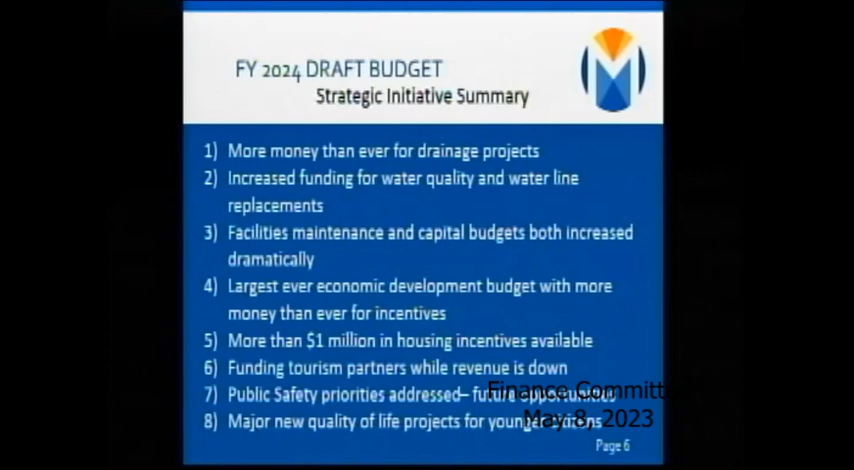 FY 2024 DRAFT BUDGET
Strategic Initiative Summary
1) More money than ever for drainage projects
2) Increased funding for water quality and water line
replacements
3) Facilities maintenance and capital budgets both increased
dramatically
4) Largest ever economic development budget with more
money than ever for incentives
5) More than $1 million in housing incentives available
6) Funding tourism partners while revenue is down
7) Public Safety priorities addressed– future opportunities
8) Major new quality of life projects for younger citizens
Finance Committ
May 8, 2023
Page 6